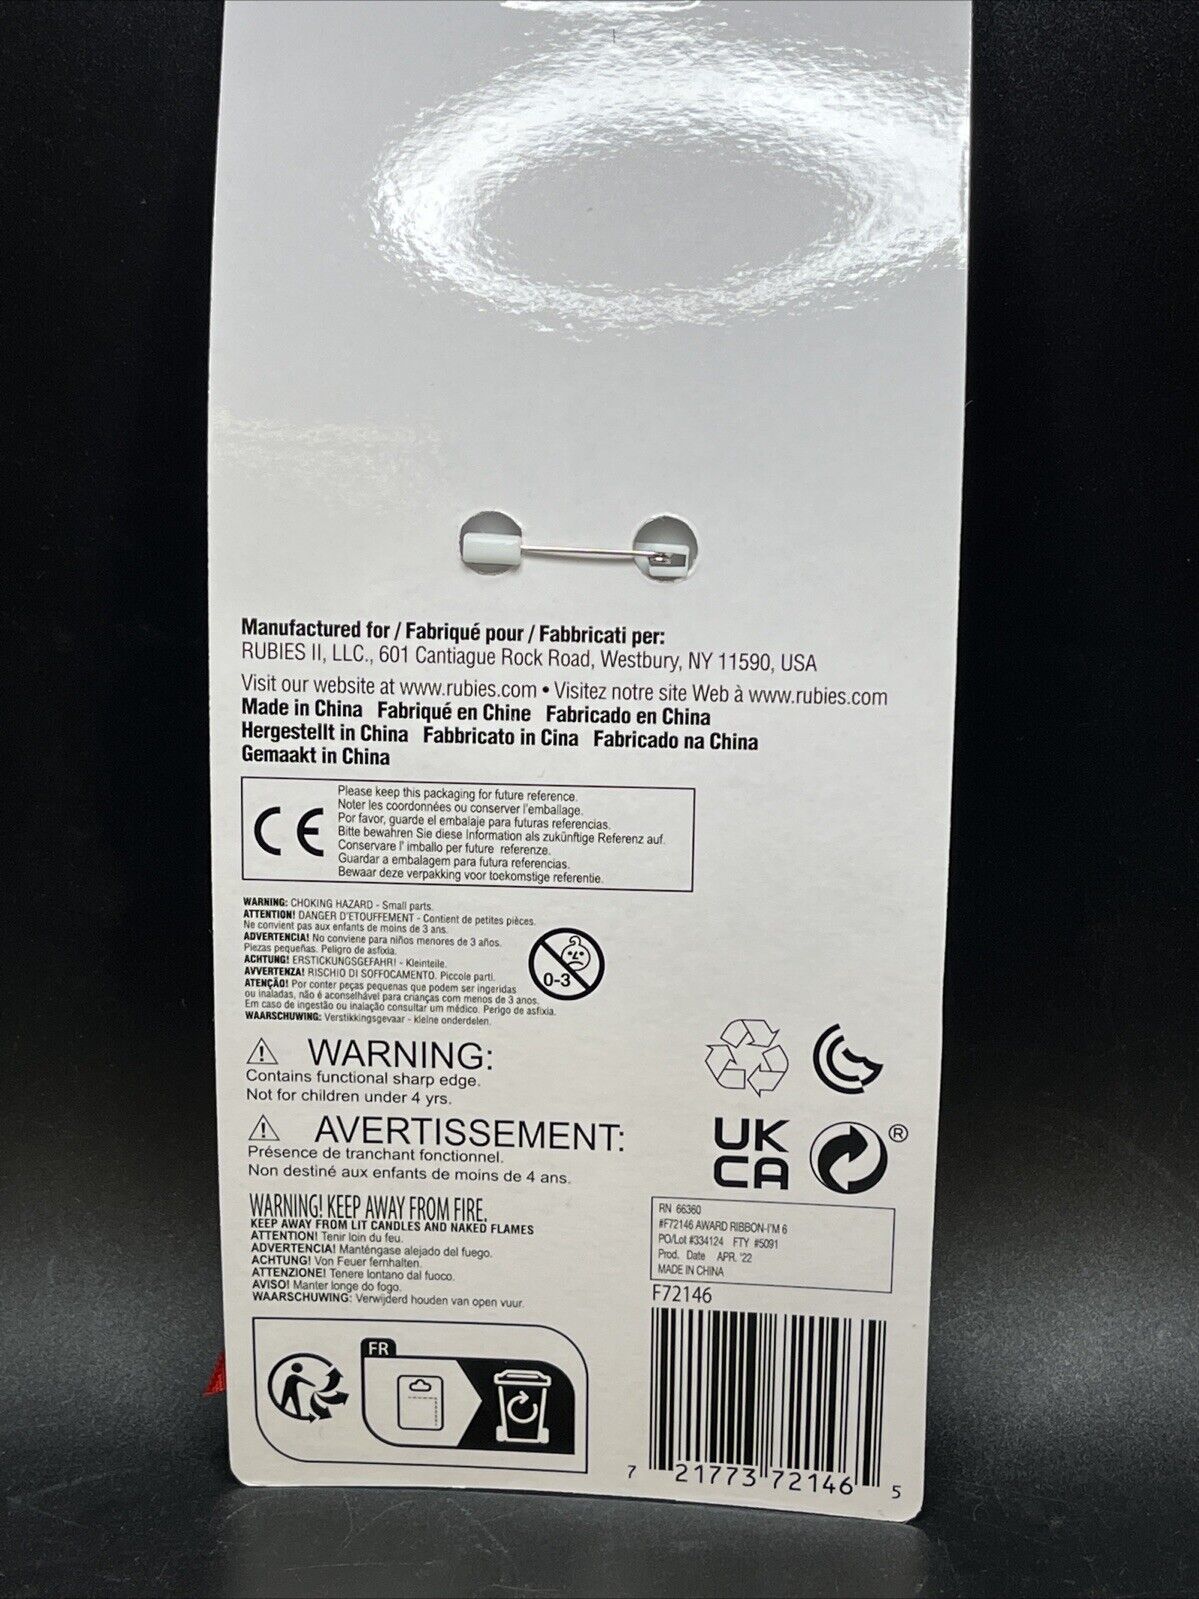 Manufactured for / Fabriqué pour / Fabbricati per:
RUBIES II, LLC., 601 Cantiague Rock Road, Westbury, NY 11590, USA
Visit our website at www.rubies.com • Visitez notre site Web à www.rubies.com
Made in China Fabriqué en Chine Fabricado en China
Hergestellt in China Fabbricato in Cina Fabricado na China
Gemaakt in China
CE
Please keep this packaging for future reference.
Noter les coordonnées ou conserver l'emballage.
Por favor, guarde el embalaje para futuras referencias.
Bitte bewahren Sie diese Information als zukünftige Referenz auf.
Conservare l' imballo per future referenze.
Guardar a embalagem para futura referencias.
Bewaar deze verpakking voor toekomstige referentie.
WARNING: CHOKING HAZARD - Small parts.
ATTENTION! DANGER D'ETOUFFEMENT - Contient de petites pièces.
Ne convient pas aux enfants de moins de 3 ans.
ADVERTENCIA! No conviene para niños menores de 3 años.
Piezas pequeñas. Peligro de asfixia.
ACHTUNG! ERSTICKUNGSGEFAHR! - Kleinteile.
AVVERTENZA! RISCHIO DI SOFFOCAMENTO. Piccole parti.
ATENÇÃO! Por conter peças pequenas que podem ser ingeridas
ou inaladas, não é aconselhável para crianças com menos de 3 anos.
Em caso de ingestão ou inalação consultar um médico. Perigo de asfixia.
WAARSCHUWING: Verstikkingsgevaar - kleine onderdelen.
0-3
⚠ WARNING:
Contains functional sharp edge.
Not for children under 4 yrs.
⚠ AVERTISSEMENT:
Présence de tranchant fonctionnel.
Non destiné aux enfants de moins de 4 ans.
WARNING! KEEP AWAY FROM FIRE.
KEEP AWAY FROM LIT CANDLES AND NAKED FLAMES
ATTENTION! Tenir loin du feu.
ADVERTENCIA! Manténgase alejado del fuego.
ACHTUNG! Von Feuer fernhalten.
ATTENZIONE! Tenere lontano dal fuoco.
AVISO! Manter longe do fogo.
WAARSCHUWING: Verwijderd houden van open vuur.
UK
CA
®
RN 66360
#F72146 AWARD RIBBON-I'M 6
PO/Lot #334124 FTY #5091
Prod. Date APR. '22
MADE IN CHINA
F72146
FR
7 21773 72146 5